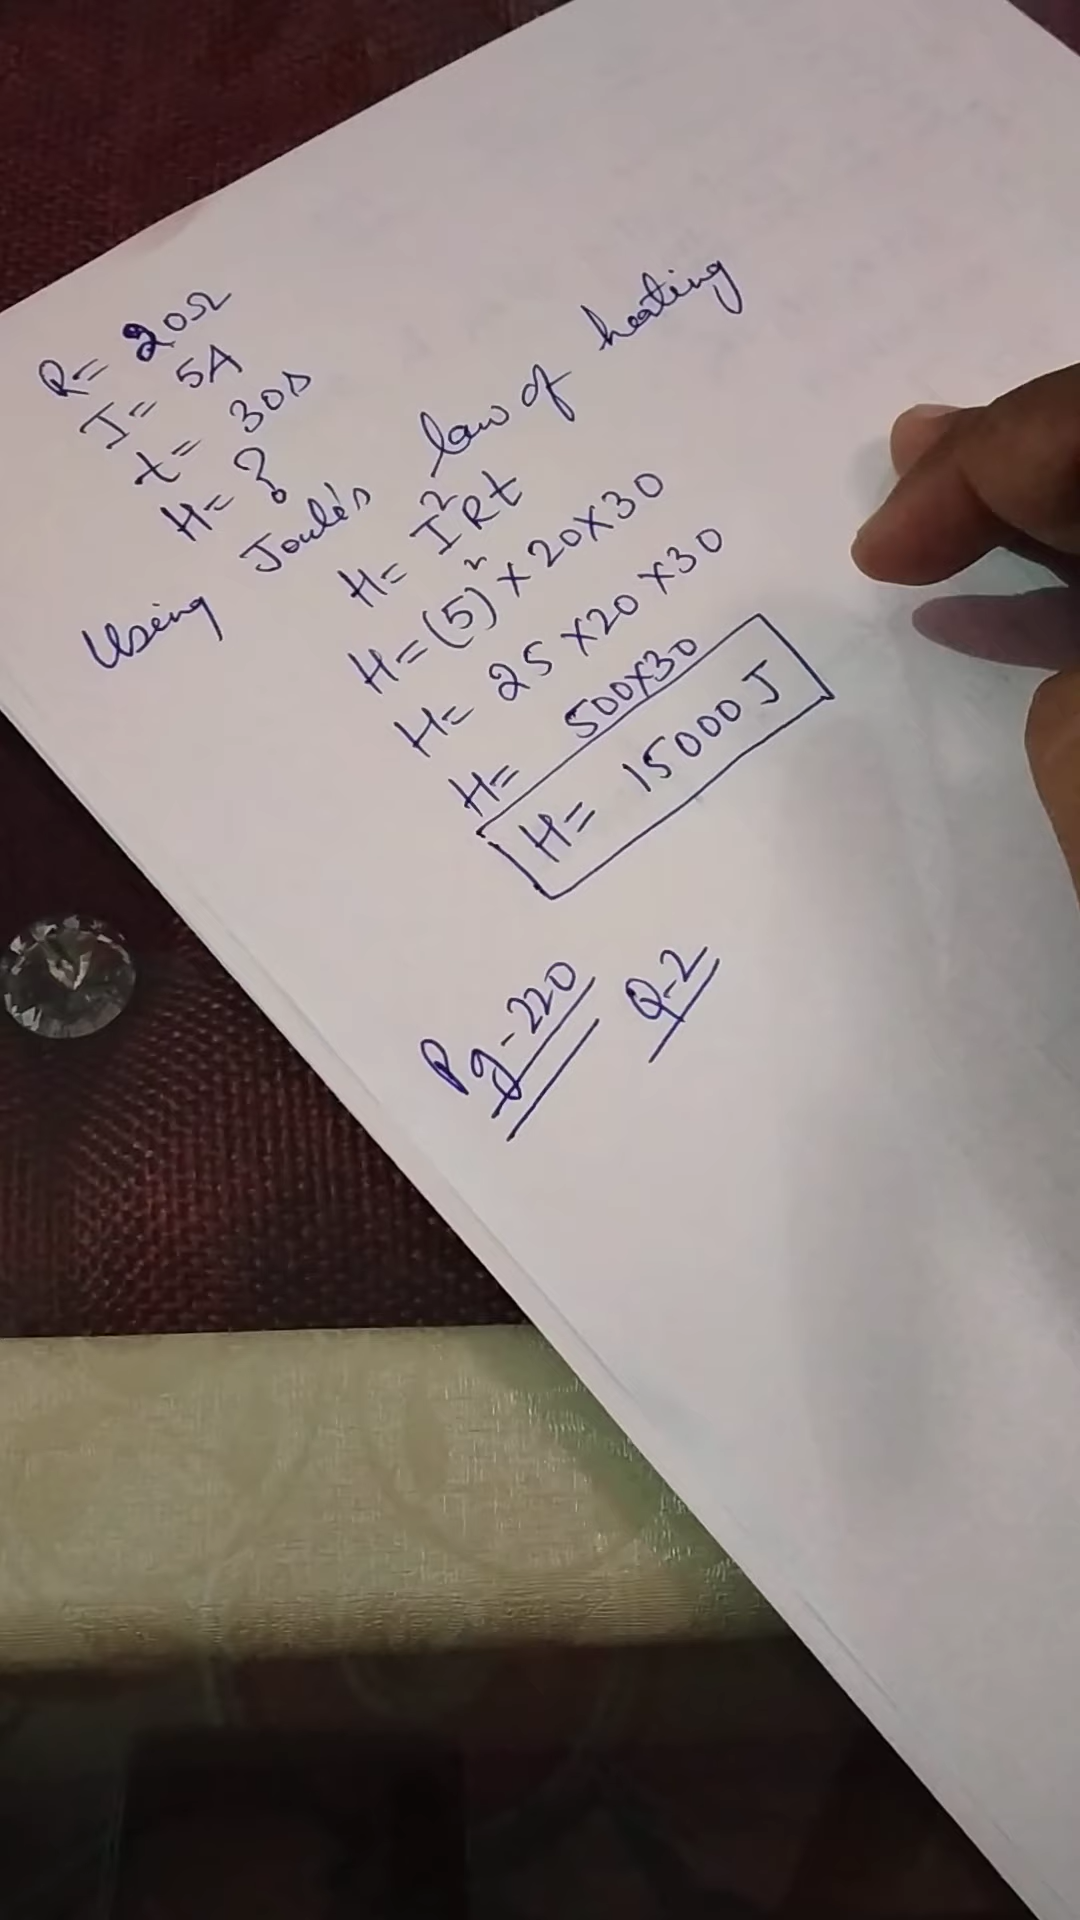 R= 20Ω
I= 5A
t= 30s
H= ?
Using Joule's law of heating
H= I²Rt
H= (5)² × 20 × 30
H= 25 × 20 × 30
H= 500×30
H= 15000 J
Pg-220 Q-2